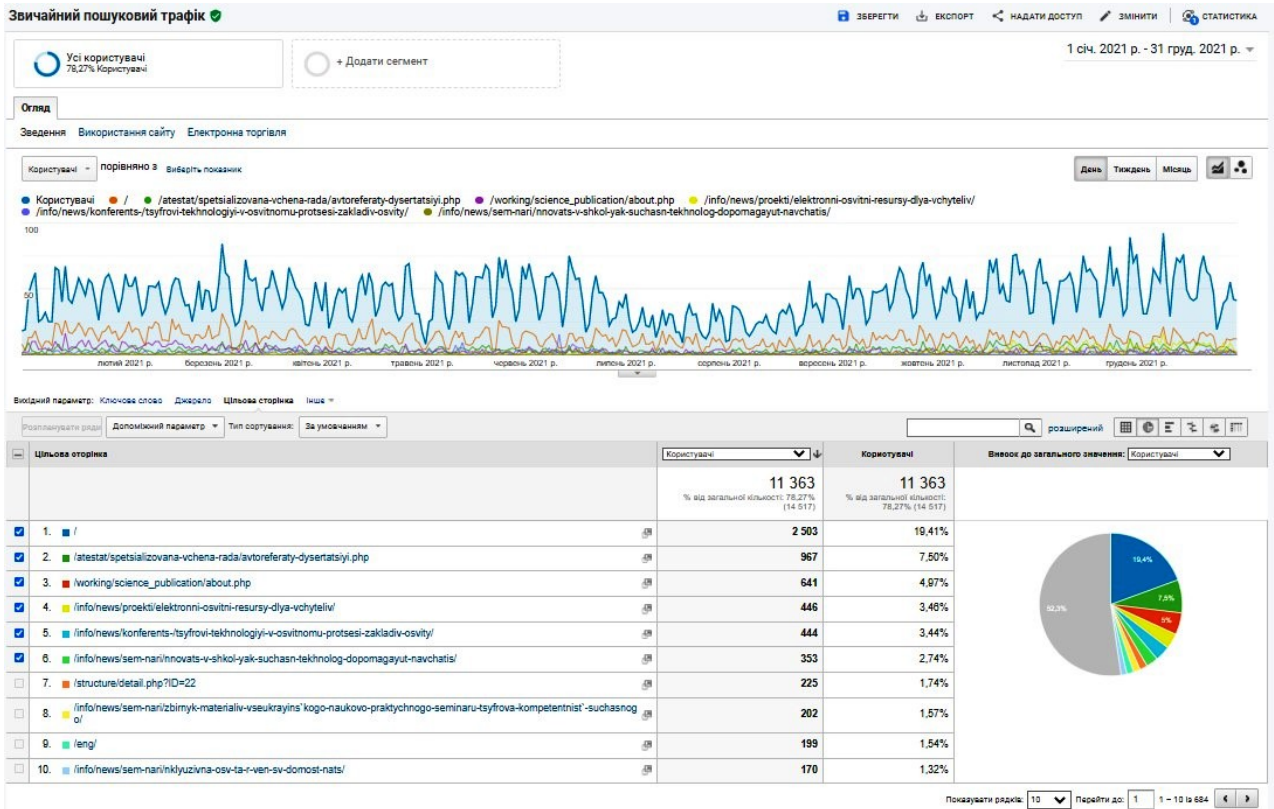 Звичайний пошуковий трафік
ЗБЕРЕГТИ ЕКСПОРТ НАДАТИ ДОСТУП ЗМІНИТИ СТАТИСТИКА
Усі користувачі
78,27% Користувачі
+ Додати сегмент
1 січ. 2021 р. - 31 груд. 2021 р.
Огляд
Зведення Використання сайту Електронна торгівля
Користувачі порівняно з Виберіть показник
День Тиждень Місяць
Користувачі / /atestat/spetsializovana-vchena-rada/avtoreferaty-dysertatsiyi.php /working/science_publication/about.php /info/news/proekti/elektronni-osvitni-resursy-dlya-vchyteliv/
/info/news/konferents-/tsyfrovi-tekhnologiyi-v-osvitnomu-protsesi-zakladiv-osvity/ /info/news/sem-nari/nnovats-v-shkol-yak-suchasn-tekhnolog-dopomagayut-navchatis/
100
50
лютий 2021 р. березень 2021 р. квітень 2021 р. травень 2021 р. червень 2021 р. липень 2021 р. серпень 2021 р. вересень 2021 р. жовтень 2021 р. листопад 2021 р. грудень 2021 р.
Вихідний параметр: Ключове слово Джерело Цільова сторінка Інше
Розпланувати ряди Допоміжний параметр Тип сортування: За умовчанням розширений
Цільова сторінка Користувачі Користувачі Внесок до загального значення: Користувачі
11 363 11 363
% від загальної кількості: 78,27% % від загальної кількості:
(14 517) 78,27% (14 517)
1. / 2 503 19,41%
2. /atestat/spetsializovana-vchena-rada/avtoreferaty-dysertatsiyi.php 967 7,50%
3. /working/science_publication/about.php 641 4,97%
4. /info/news/proekti/elektronni-osvitni-resursy-dlya-vchyteliv/ 446 3,46%
5. /info/news/konferents-/tsyfrovi-tekhnologiyi-v-osvitnomu-protsesi-zakladiv-osvity/ 444 3,44%
6. /info/news/sem-nari/nnovats-v-shkol-yak-suchasn-tekhnolog-dopomagayut-navchatis/ 353 2,74%
7. /structure/detail.php?ID=22 225 1,74%
8. /info/news/sem-nari/zbirnyk-materialiv-vseukrayins`kogo-naukovo-praktychnogo-seminaru-tsyfrova-kompetentnist`-suchasnog
o/ 202 1,57%
9. /eng/ 199 1,54%
10. /info/news/sem-nari/nklyuzivna-osv-ta-r-ven-sv-domost-nats/ 170 1,32%
19,4%
7,5%
5%
52,3%
Показувати рядків: 10 Перейти до: 1 1 – 10 із 684